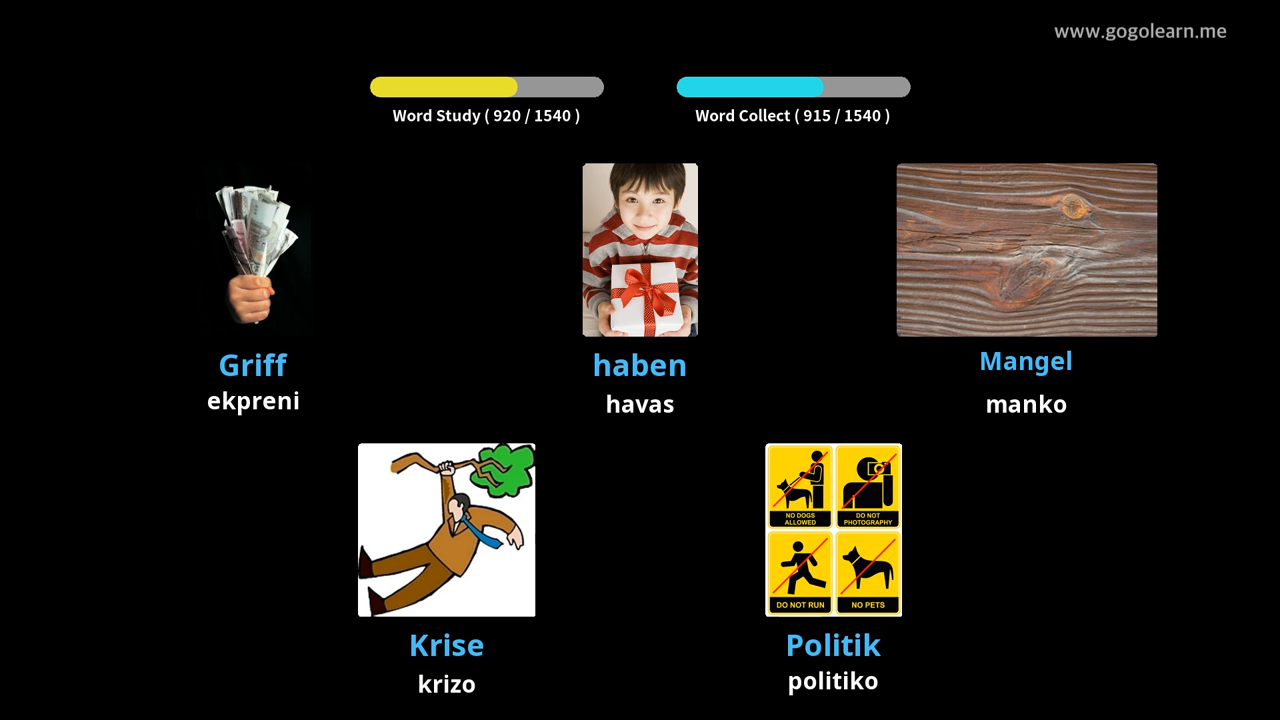 www.gogolearn.me
Word Study ( 920 / 1540 )
Word Collect ( 915 / 1540 )
Griff
ekpreni
haben
havas
Mangel
manko
NO DOGS
ALLOWED
DO NOT
PHOTOGRAPHY
DO NOT RUN
NO PETS
Krise
krizo
Politik
politiko